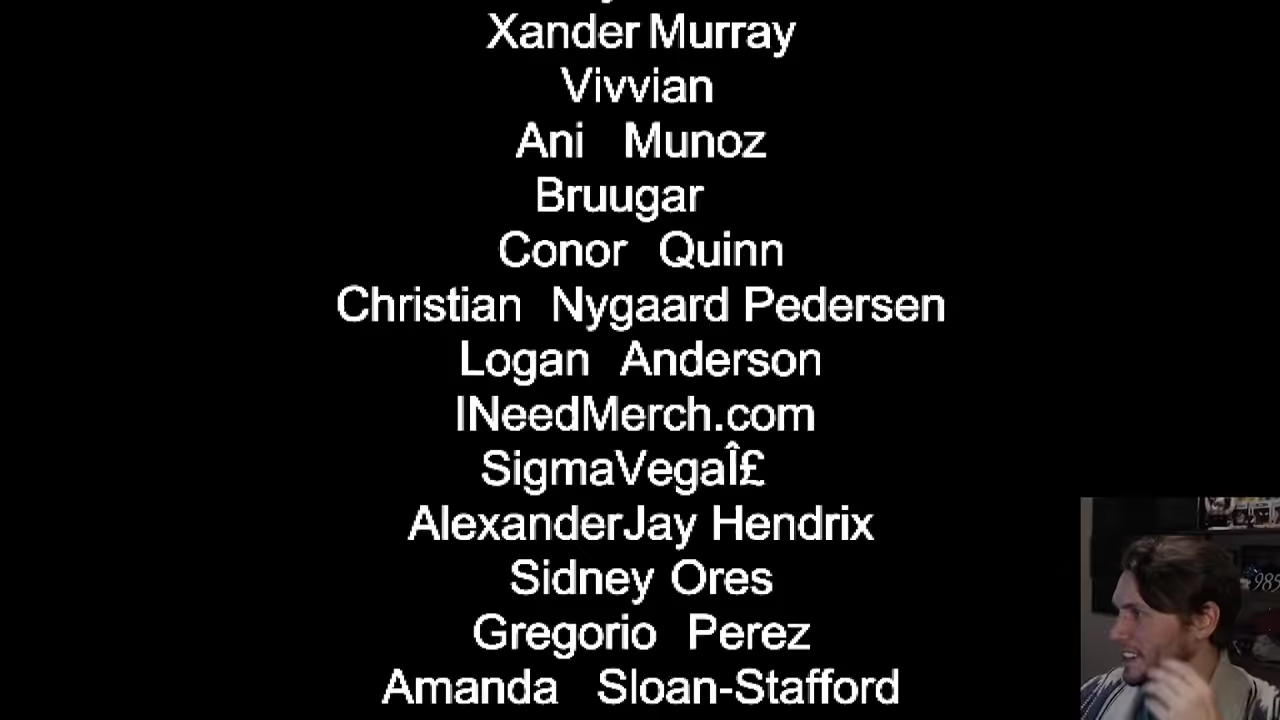 Xander Murray
Vivvian
Ani Munoz
Bruugar
Conor Quinn
Christian Nygaard Pedersen
Logan Anderson
INeedMerch.com
SigmaVegaÎ£
AlexanderJay Hendrix
Sidney Ores
Gregorio Perez
Amanda Sloan-Stafford
985